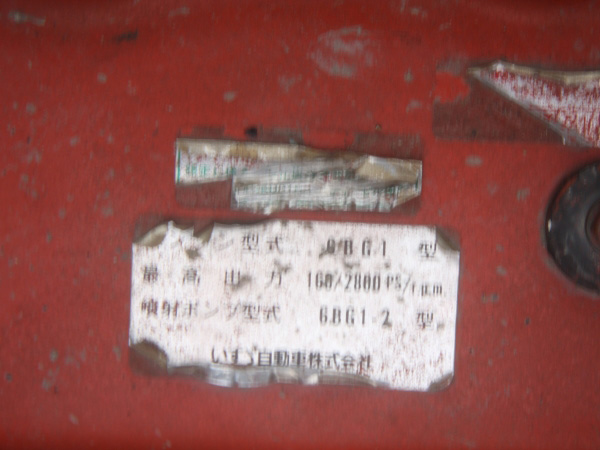 ン型式 6BG1 型
最高出力 160/2800 PS/r.p.m.
噴射ポンプ型式 6BG1-2 型
いすゞ自動車株式会社